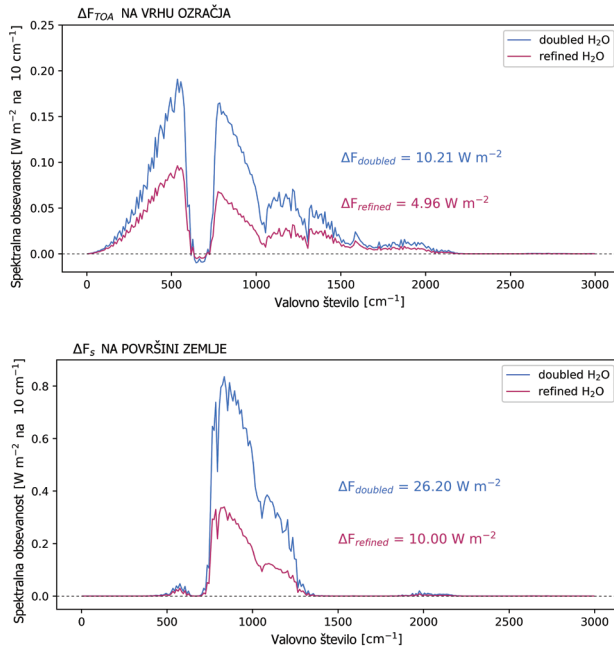 ΔF_TOA NA VRHU OZRAČJA
doubled H₂O
refined H₂O
ΔF_doubled = 10.21 W m⁻²
ΔF_refined = 4.96 W m⁻²
Spektralna obsevanost [W m⁻² na 10 cm⁻¹]
0.25
0.20
0.15
0.10
0.05
0.00
0 500 1000 1500 2000 2500 3000
Valovno število [cm⁻¹]
ΔF_s NA POVRŠINI ZEMLJE
doubled H₂O
refined H₂O
ΔF_doubled = 26.20 W m⁻²
ΔF_refined = 10.00 W m⁻²
Spektralna obsevanost [W m⁻² na 10 cm⁻¹]
0.8
0.6
0.4
0.2
0.0
0 500 1000 1500 2000 2500 3000
Valovno število [cm⁻¹]